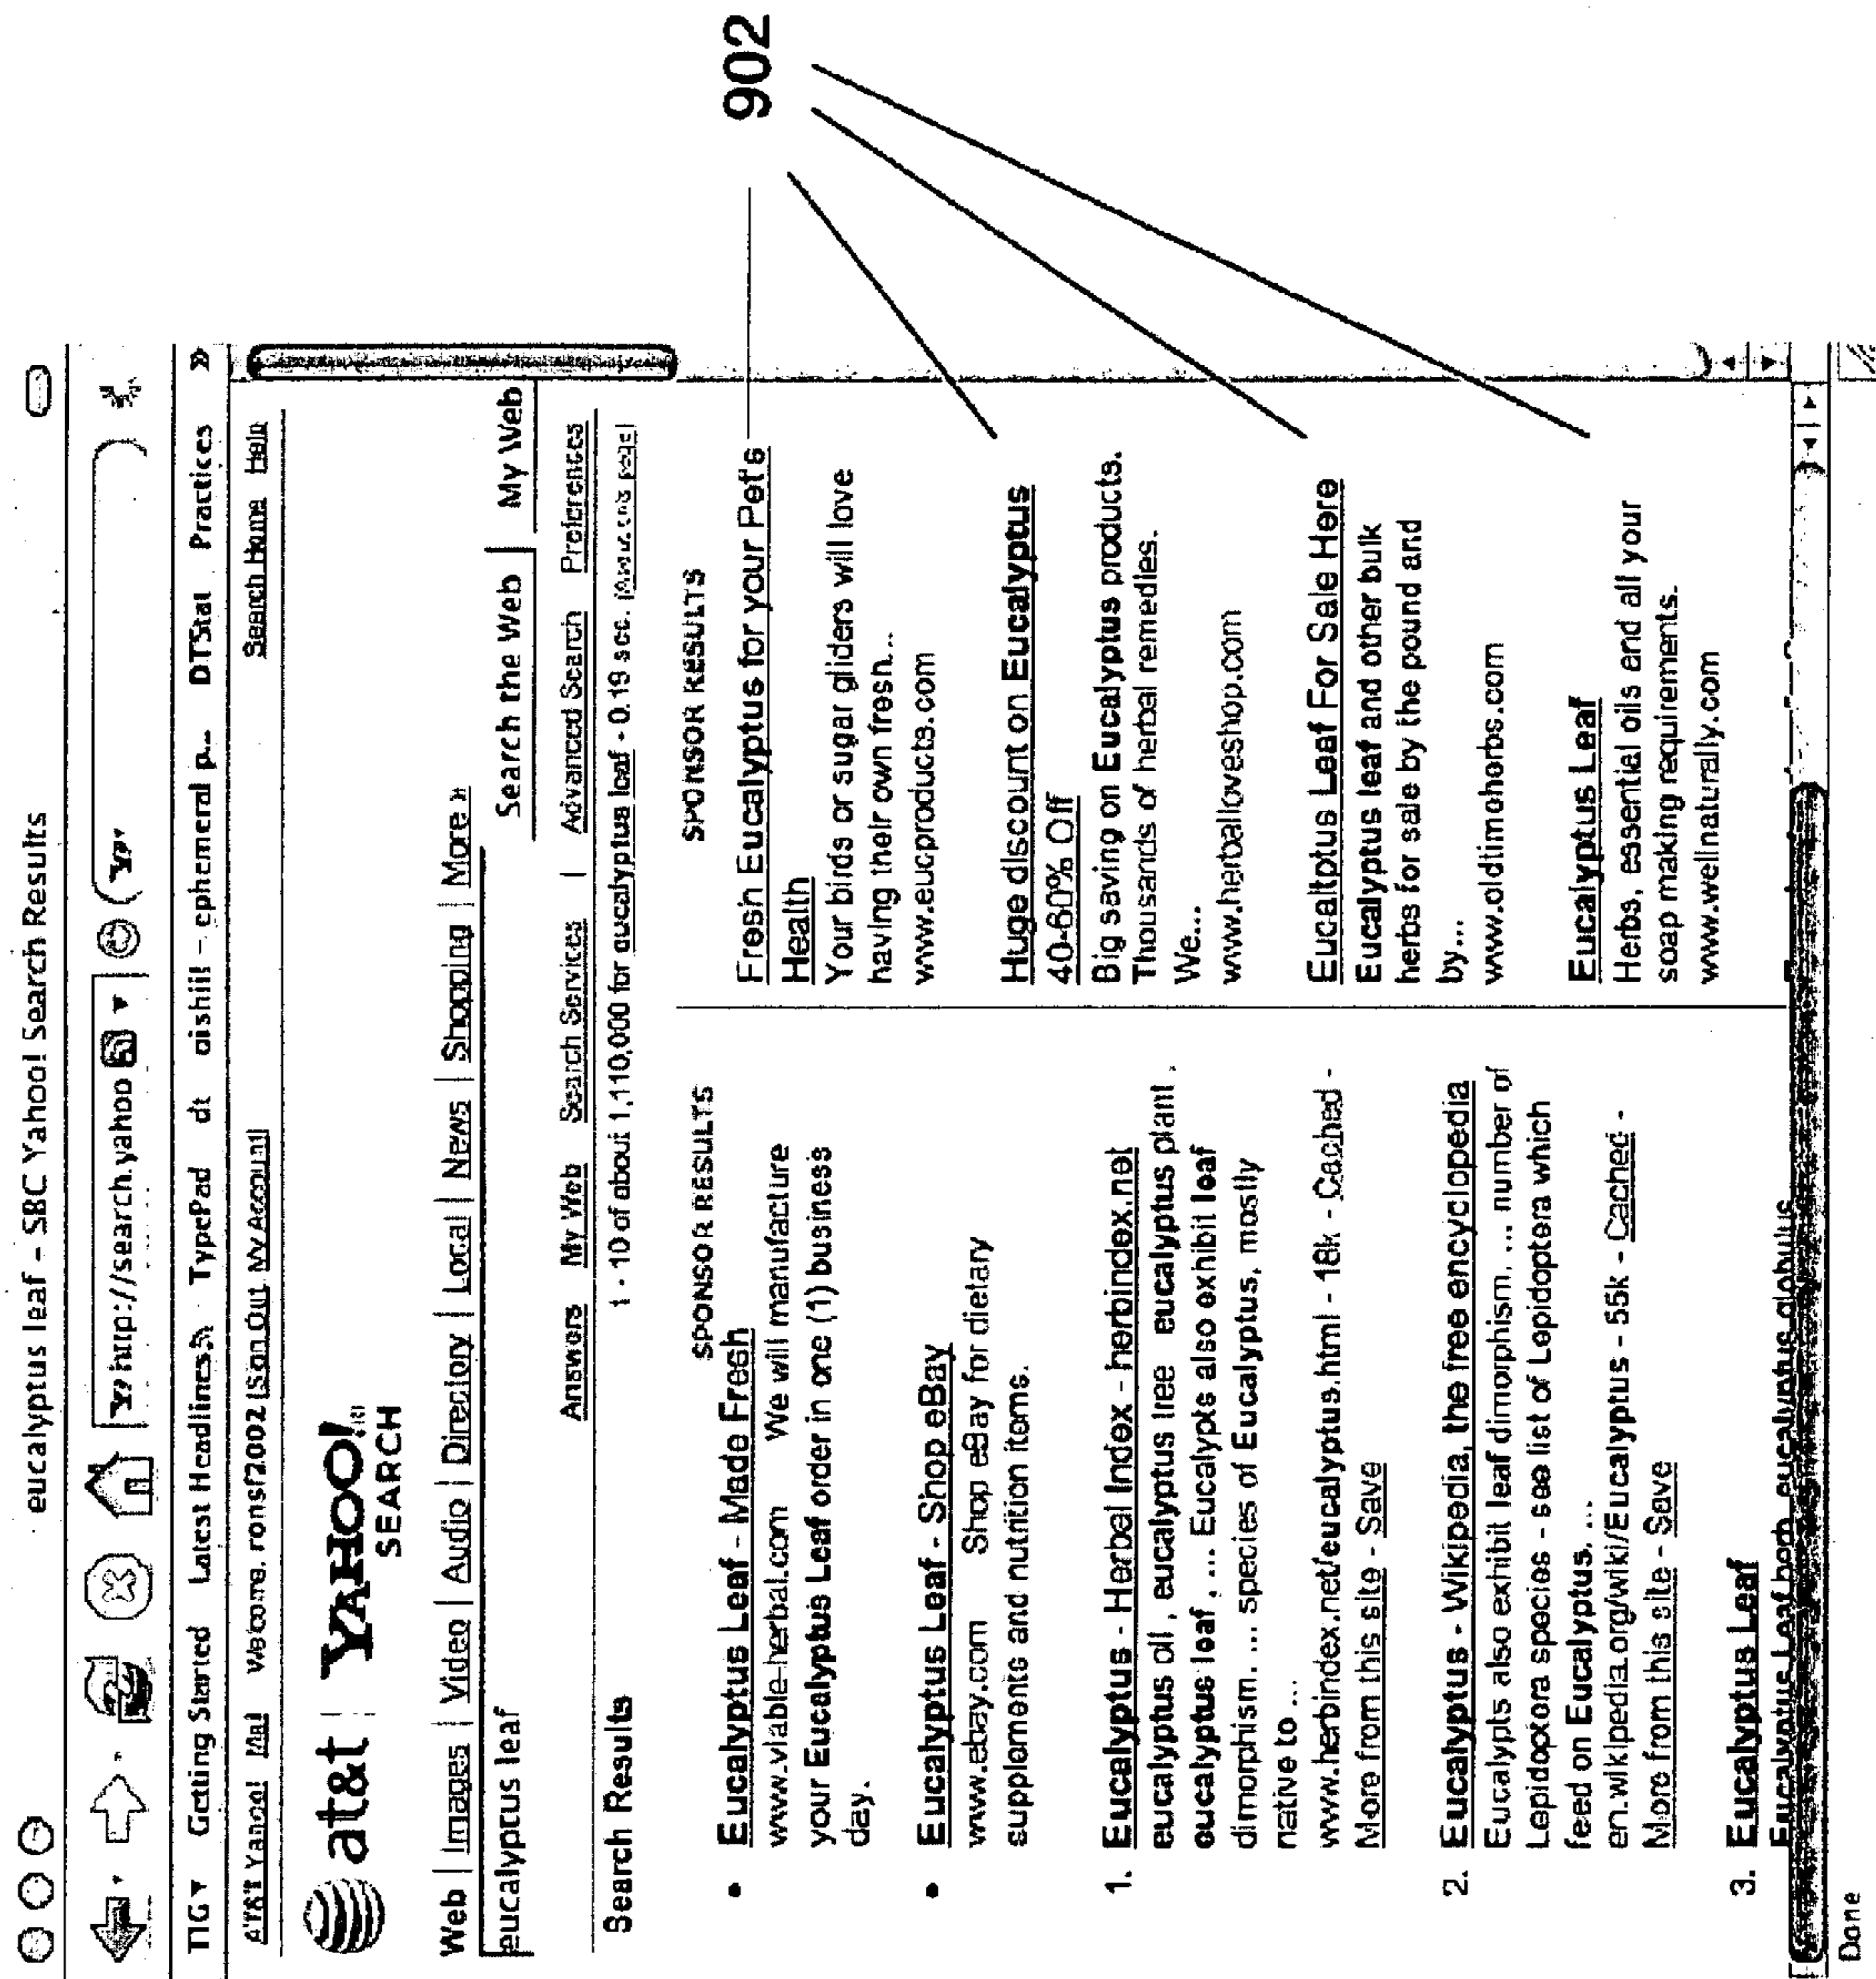 eucalyptus leaf - SBC Yahoo! Search Results
Y! http://search.yahoo
TIG Getting Started Latest Headlines TypePad dt oishiii - ephemeral p... DTStat Practices »
AT&T Yahoo! Mail Welcome, ronsf2002 [Sign Out, My Account] Search Home Help
at&t | YAHOO! SEARCH
Web | Images | Video | Audio | Directory | Local | News | Shopping | More »
eucalyptus leaf Search the Web My Web
Answers My Web Search Services | Advanced Search Preferences
Search Results 1 - 10 of about 1,110,000 for eucalyptus leaf - 0.19 sec.
SPONSOR RESULTS
• Eucalyptus Leaf - Made Fresh
www.viable-herbal.com We will manufacture
your Eucalyptus Leaf order in one (1) business
day.
• Eucalyptus Leaf - Shop eBay
www.ebay.com Shop eBay for dietary
supplements and nutrition items.
1. Eucalyptus - Herbal Index - herbindex.net
eucalyptus oil, eucalyptus tree eucalyptus plant,
eucalyptus leaf, ... Eucalypts also exhibit leaf
dimorphism. ... species of Eucalyptus, mostly
native to ...
www.herbindex.net/eucalyptus.html - 18k - Cached -
More from this site - Save
2. Eucalyptus - Wikipedia, the free encyclopedia
Eucalypts also exhibit leaf dimorphism. ... number of
Lepidoptera species - see list of Lepidoptera which
feed on Eucalyptus. ...
en.wikipedia.org/wiki/Eucalyptus - 55k - Cached -
More from this site - Save
3. Eucalyptus Leaf
Eucalyptus Leaf herb, eucalyptus globulus
SPONSOR RESULTS
Fresh Eucalyptus for your Pet's
Health
Your birds or sugar gliders will love
having their own fresh...
www.eucproducts.com
Huge discount on Eucalyptus
40-60% Off
Big saving on Eucalyptus products.
Thousands of herbal remedies.
We...
www.herballoveshop.com
Eucaltptus Leaf For Sale Here
Eucalyptus leaf and other bulk
herbs for sale by the pound and
by...
www.oldtimeherbs.com
Eucalyptus Leaf
Herbs, essential oils and all your
soap making requirements.
www.wellnaturally.com
902
Done